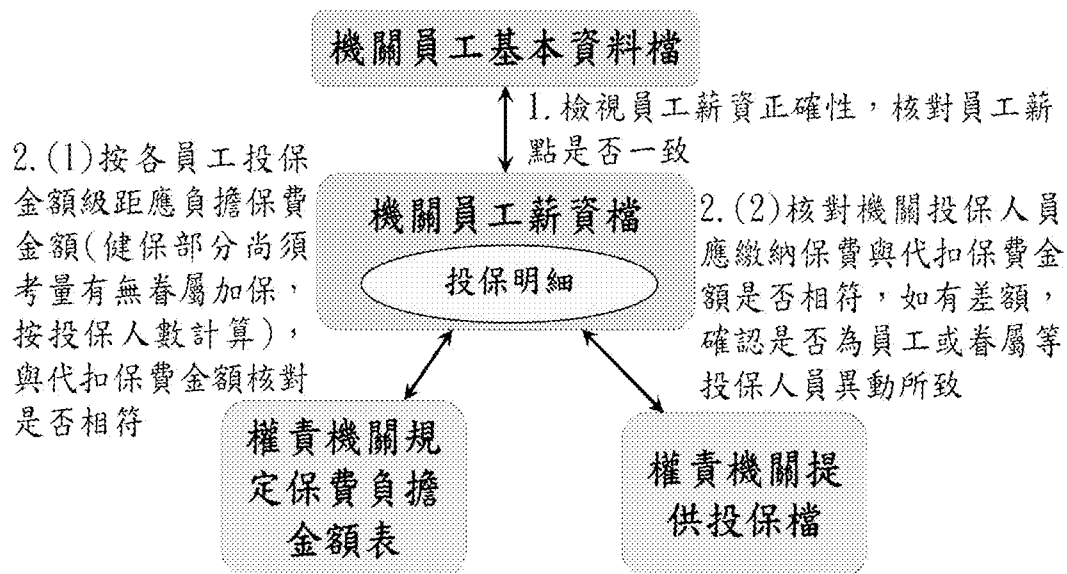 機關員工基本資料檔
1.檢視員工薪資正確性，核對員工薪
點是否一致
2.(1)按各員工投保
金額級距應負擔保費
金額(健保部分尚須
考量有無眷屬加保，
按投保人數計算)，
與代扣保費金額核對
是否相符
機關員工薪資檔
投保明細
2.(2)核對機關投保人員
應繳納保費與代扣保費金
額是否相符，如有差額，
確認是否為員工或眷屬等
投保人員異動所致
權責機關規
定保費負擔
金額表
權責機關提
供投保檔